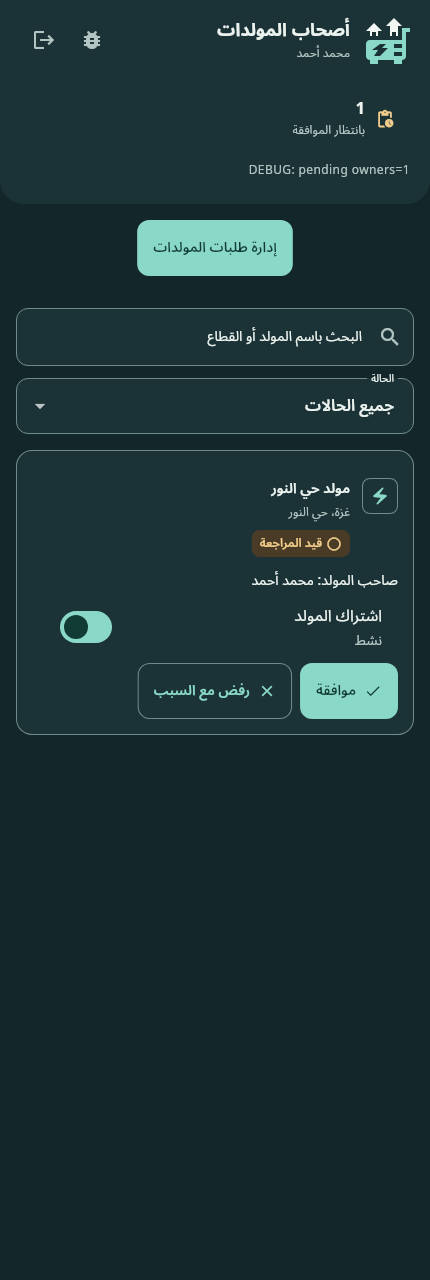 أصحاب المولدات
محمد أحمد
1
بانتظار الموافقة
DEBUG: pending owners=1
إدارة طلبات المولدات
البحث باسم المولد أو القطاع
الحالة
جميع الحالات
مولد حي النور
غزة، حي النور
قيد المراجعة
صاحب المولد: محمد أحمد
اشتراك المولد
نشط
موافقة
رفض مع السبب